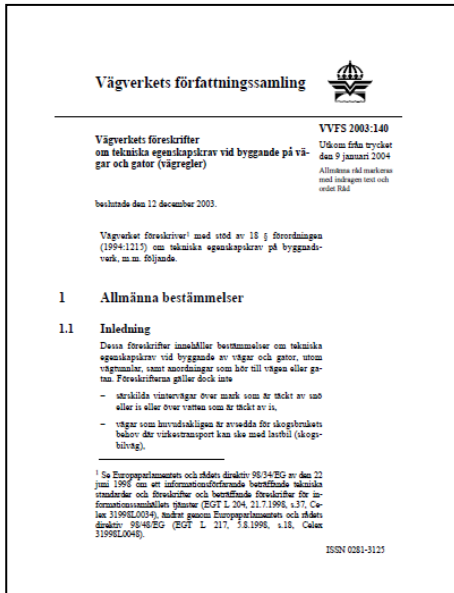 Vägverkets författningssamling
VVFS 2003:140
Utkom från trycket
den 9 januari 2004
Allmänna råd markeras
med indragen text och
ordet Råd
Vägverkets föreskrifter
om tekniska egenskapskrav vid byggande på vä-
gar och gator (vägregler)
beslutade den 12 december 2003.
Vägverket föreskriver¹ med stöd av 18 § förordningen
(1994:1215) om tekniska egenskapskrav på byggnads-
verk, m.m. följande.
1 Allmänna bestämmelser
1.1 Inledning
Dessa föreskrifter innehåller bestämmelser om tekniska
egenskapskrav vid byggande av vägar och gator, utom
vägtunnlar, samt anordningar som hör till vägen eller ga-
tan. Föreskrifterna gäller dock inte
– särskilda vintervägar över mark som är täckt av snö
eller is eller över vatten som är täckt av is,
– vägar som huvudsakligen är avsedda för skogsbrukets
behov där virkestransport kan ske med lastbil (skogs-
bilväg),
¹ Se Europaparlamentets och rådets direktiv 98/34/EG av den 22
juni 1998 om ett informationsförfarande beträffande tekniska
standarder och föreskrifter och beträffande föreskrifter för in-
formationssamhällets tjänster (EGT L 204, 21.7.1998, s.37, Ce-
lex 31998L0034), ändrat genom Europaparlamentets och rådets
direktiv 98/48/EG (EGT L 217, 5.8.1998, s.18, Celex
31998L0048).
ISSN 0281-3125